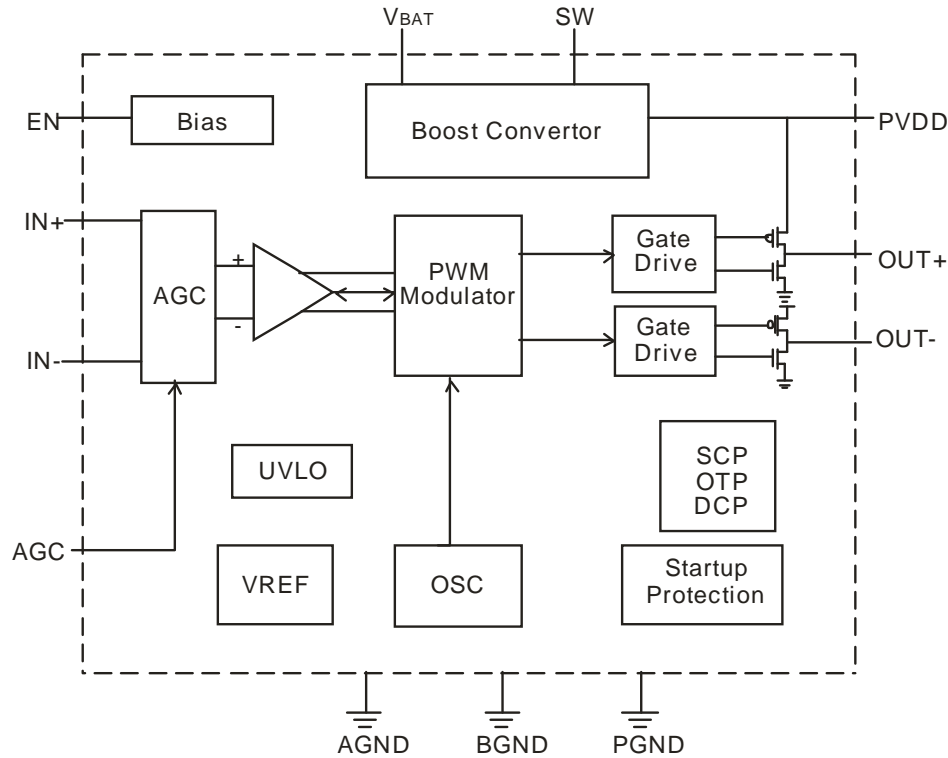 VBAT
SW
EN
Bias
Boost Convertor
PVDD
IN+
AGC
+
-
PWM
Modulator
Gate
Drive
OUT+
IN-
Gate
Drive
OUT-
UVLO
SCP
OTP
DCP
AGC
VREF
OSC
Startup
Protection
AGND
BGND
PGND